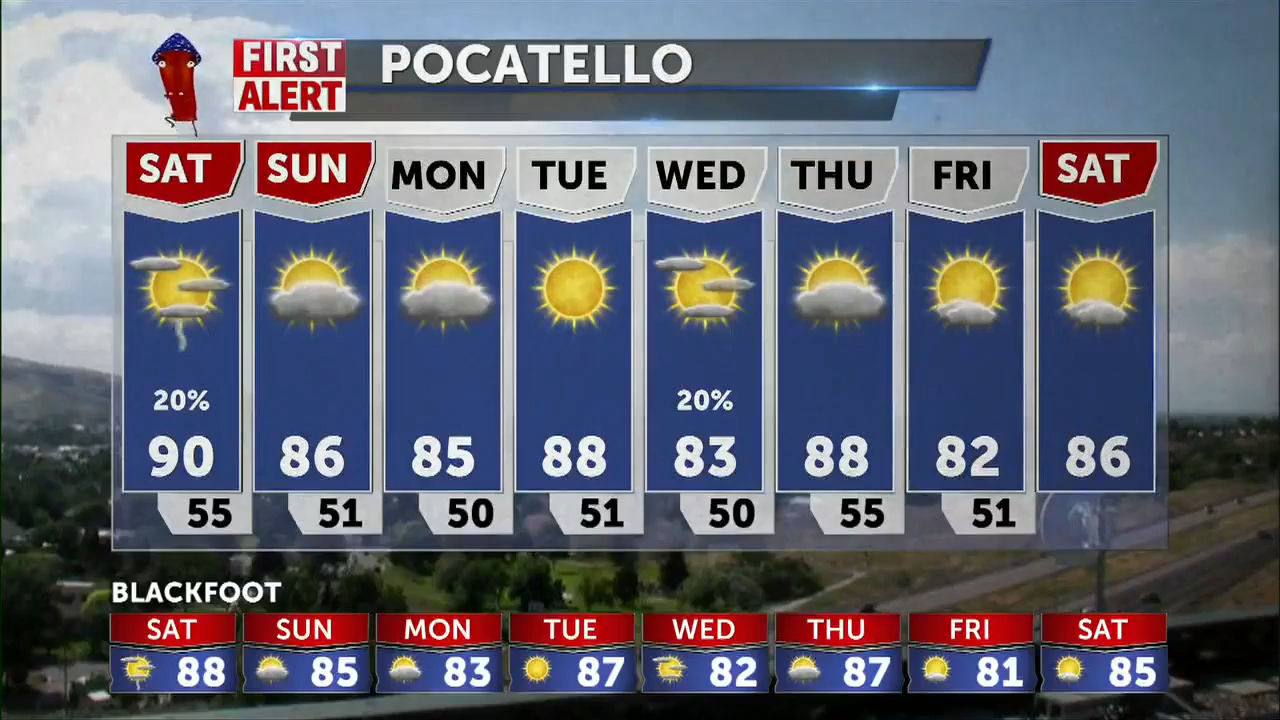 FIRST
ALERT
POCATELLO
SAT SUN MON TUE WED THU FRI SAT
20% 20%
90 86 85 88 83 88 82 86
55 51 50 51 50 55 51
BLACKFOOT
SAT SUN MON TUE WED THU FRI SAT
88 85 83 87 82 87 81 85